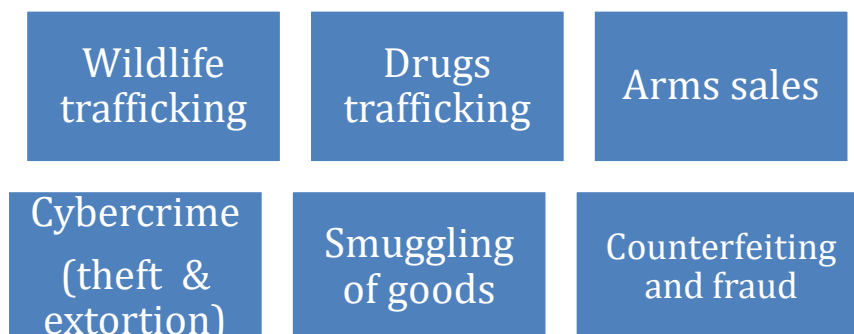 Wildlife
trafficking
Drugs
trafficking
Arms sales
Cybercrime
(theft & 
extortion)
Smuggling
of goods
Counterfeiting
and fraud